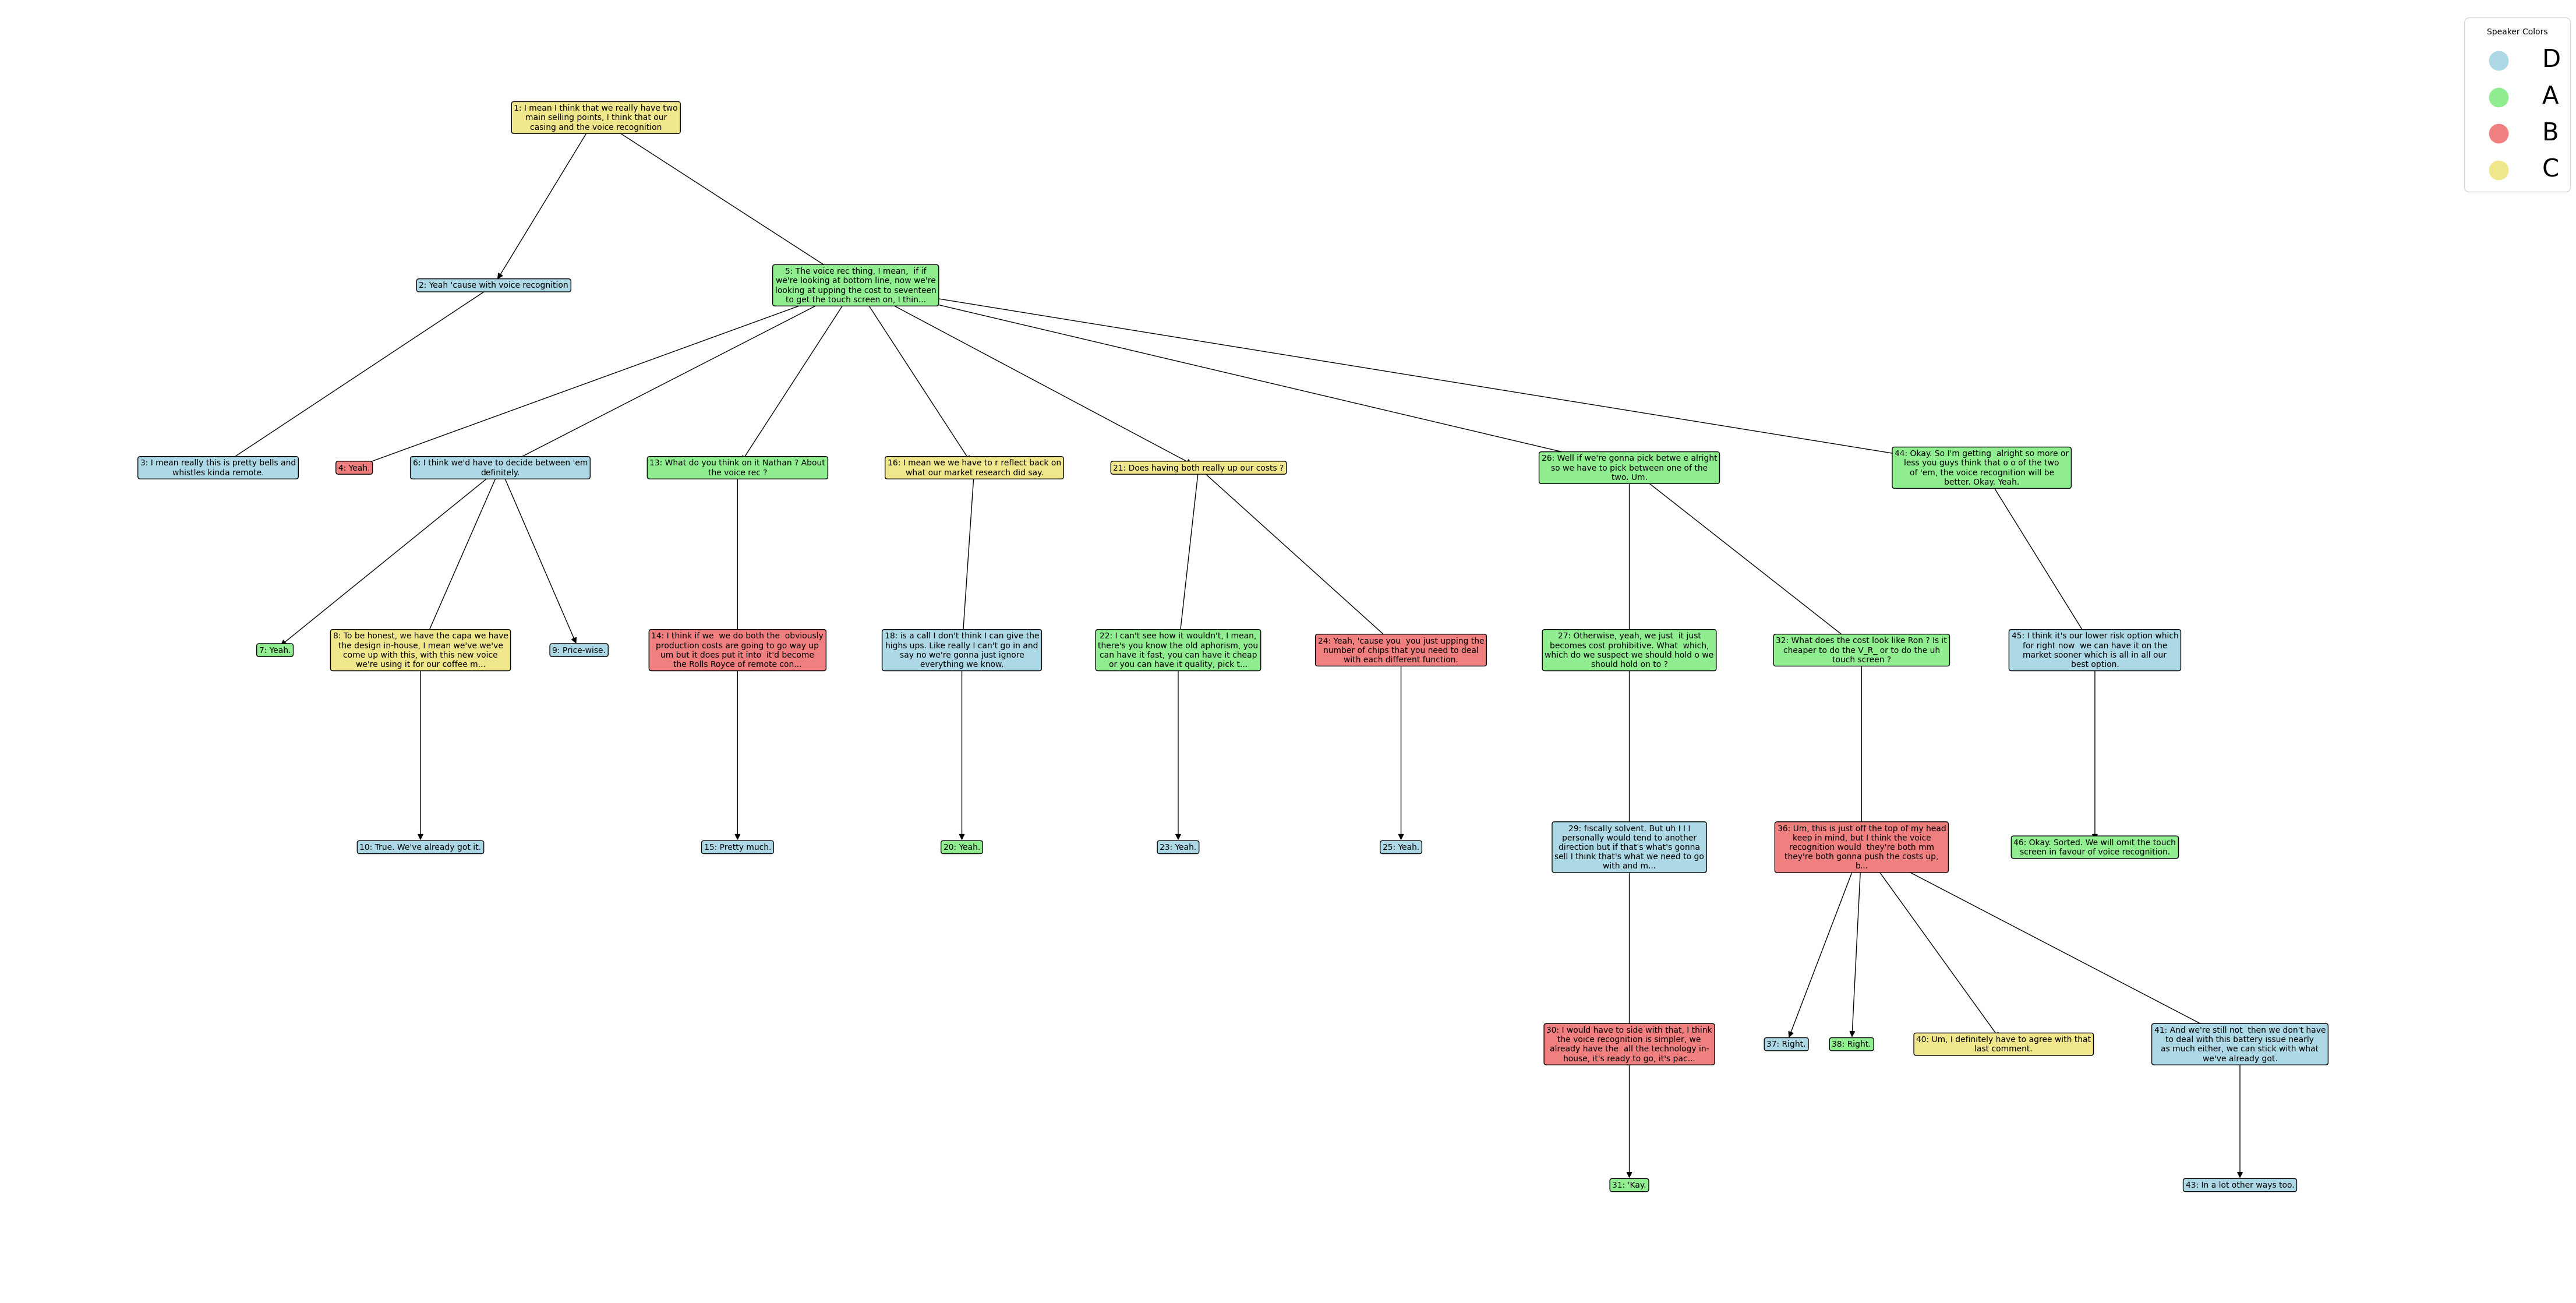 Speaker Colors
D
A
B
C
1: I mean I think that we really have two
main selling points, I think that our
casing and the voice recognition
2: Yeah 'cause with voice recognition
5: The voice rec thing, I mean,  if if
we're looking at bottom line, now we're
looking at upping the cost to seventeen
to get the touch screen on, I thin...
3: I mean really this is pretty bells and
whistles kinda remote.
4: Yeah.
6: I think we'd have to decide between 'em
definitely.
13: What do you think on it Nathan ? About
the voice rec ?
16: I mean we we have to r reflect back on
what our market research did say.
21: Does having both really up our costs ?
26: Well if we're gonna pick betwe e alright
so we have to pick between one of the
two. Um.
44: Okay. So I'm getting  alright so more or
less you guys think that o o of the two
of 'em, the voice recognition will be
better. Okay. Yeah.
7: Yeah.
8: To be honest, we have the capa we have
the design in-house, I mean we've we've
come up with this, with this new voice
we're using it for our coffee m...
9: Price-wise.
14: I think if we  we do both the  obviously
production costs are going to go way up
um but it does put it into  it'd become
the Rolls Royce of remote con...
18: is a call I don't think I can give the
highs ups. Like really I can't go in and
say no we're gonna just ignore
everything we know.
22: I can't see how it wouldn't, I mean,
there's you know the old aphorism, you
can have it fast, you can have it cheap
or you can have it quality, pick t...
24: Yeah, 'cause you  you just upping the
number of chips that you need to deal
with each different function.
27: Otherwise, yeah, we just  it just
becomes cost prohibitive. What  which,
which do we suspect we should hold o we
should hold on to ?
32: What does the cost look like Ron ? Is it
cheaper to do the V_R_ or to do the uh
touch screen ?
45: I think it's our lower risk option which
for right now  we can have it on the
market sooner which is all in all our
best option.
10: True. We've already got it.
15: Pretty much.
20: Yeah.
23: Yeah.
25: Yeah.
29: fiscally solvent. But uh I I I
personally would tend to another
direction but if that's what's gonna
sell I think that's what we need to go
with and m...
36: Um, this is just off the top of my head
keep in mind, but I think the voice
recognition would  they're both mm
they're both gonna push the costs up,
b...
46: Okay. Sorted. We will omit the touch
screen in favour of voice recognition.
30: I would have to side with that, I think
the voice recognition is simpler, we
already have the  all the technology in-
house, it's ready to go, it's pac...
37: Right.
38: Right.
40: Um, I definitely have to agree with that
last comment.
41: And we're still not  then we don't have
to deal with this battery issue nearly
as much either, we can stick with what
we've already got.
31: 'Kay.
43: In a lot other ways too.